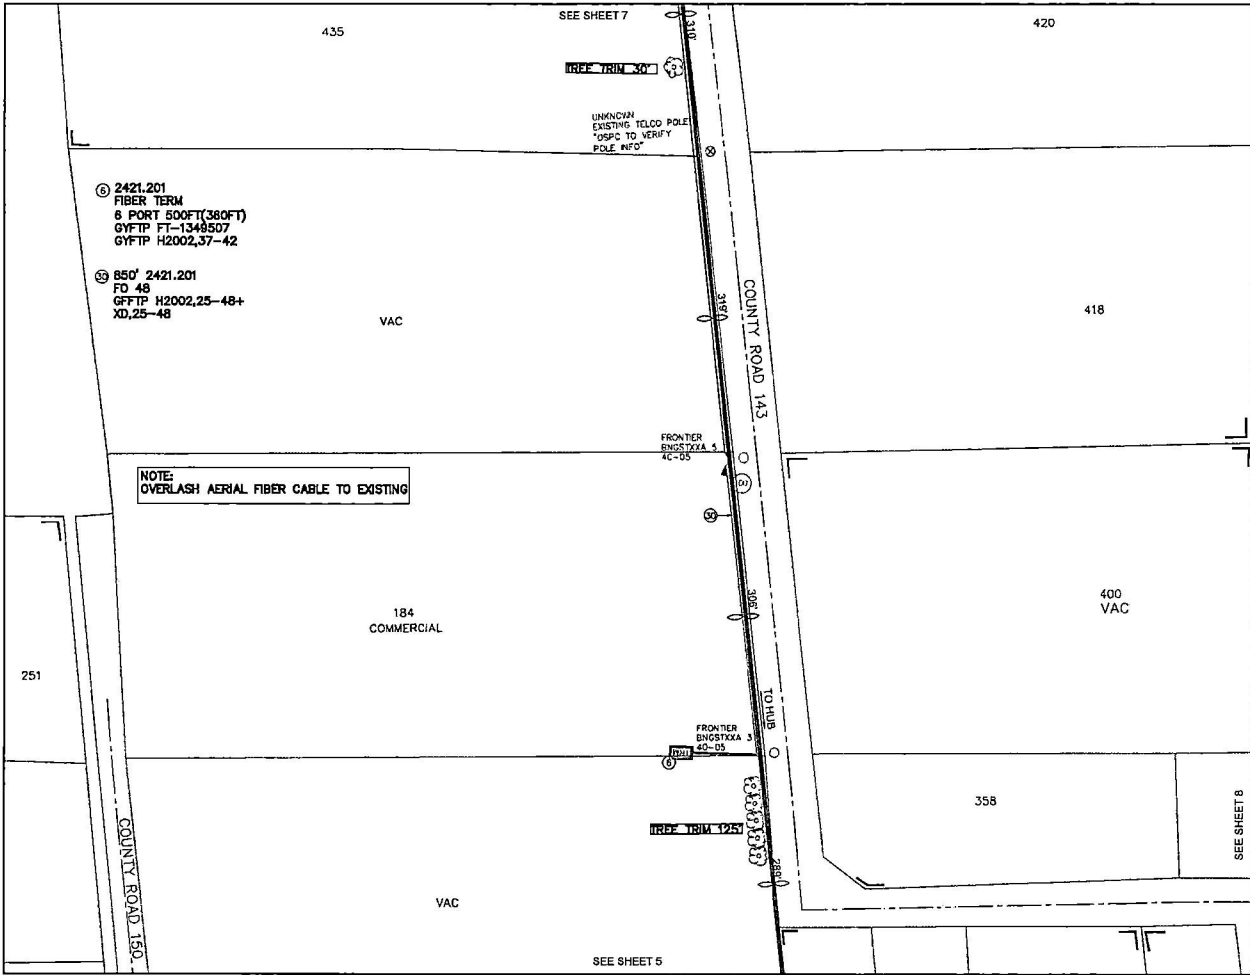 SEE SHEET 7
435
420
310'
TREE TRIM 30'
UNKNOWN
EXISTING TELCO POLE
"OSPC TO VERIFY
POLE INFO"
6 2421.201
FIBER TERM
6 PORT 500FT(380FT)
GYFTP FT-1349507
GYFTP H2002,37-42
30 850' 2421.201
FO 48
GFFTP H2002,25-48+
XD,25-48
VAC
319'
COUNTY ROAD 143
418
FRONTIER
BNGSTXXA 5
4C-05
NOTE:
OVERLASH AERIAL FIBER CABLE TO EXISTING
30
184
COMMERCIAL
306'
400
VAC
251
TO HUB
FRONTIER
BNGSTXXA 3
40-05
6
TREE TRIM 125'
358
SEE SHEET 8
289'
COUNTY ROAD 150
VAC
SEE SHEET 5